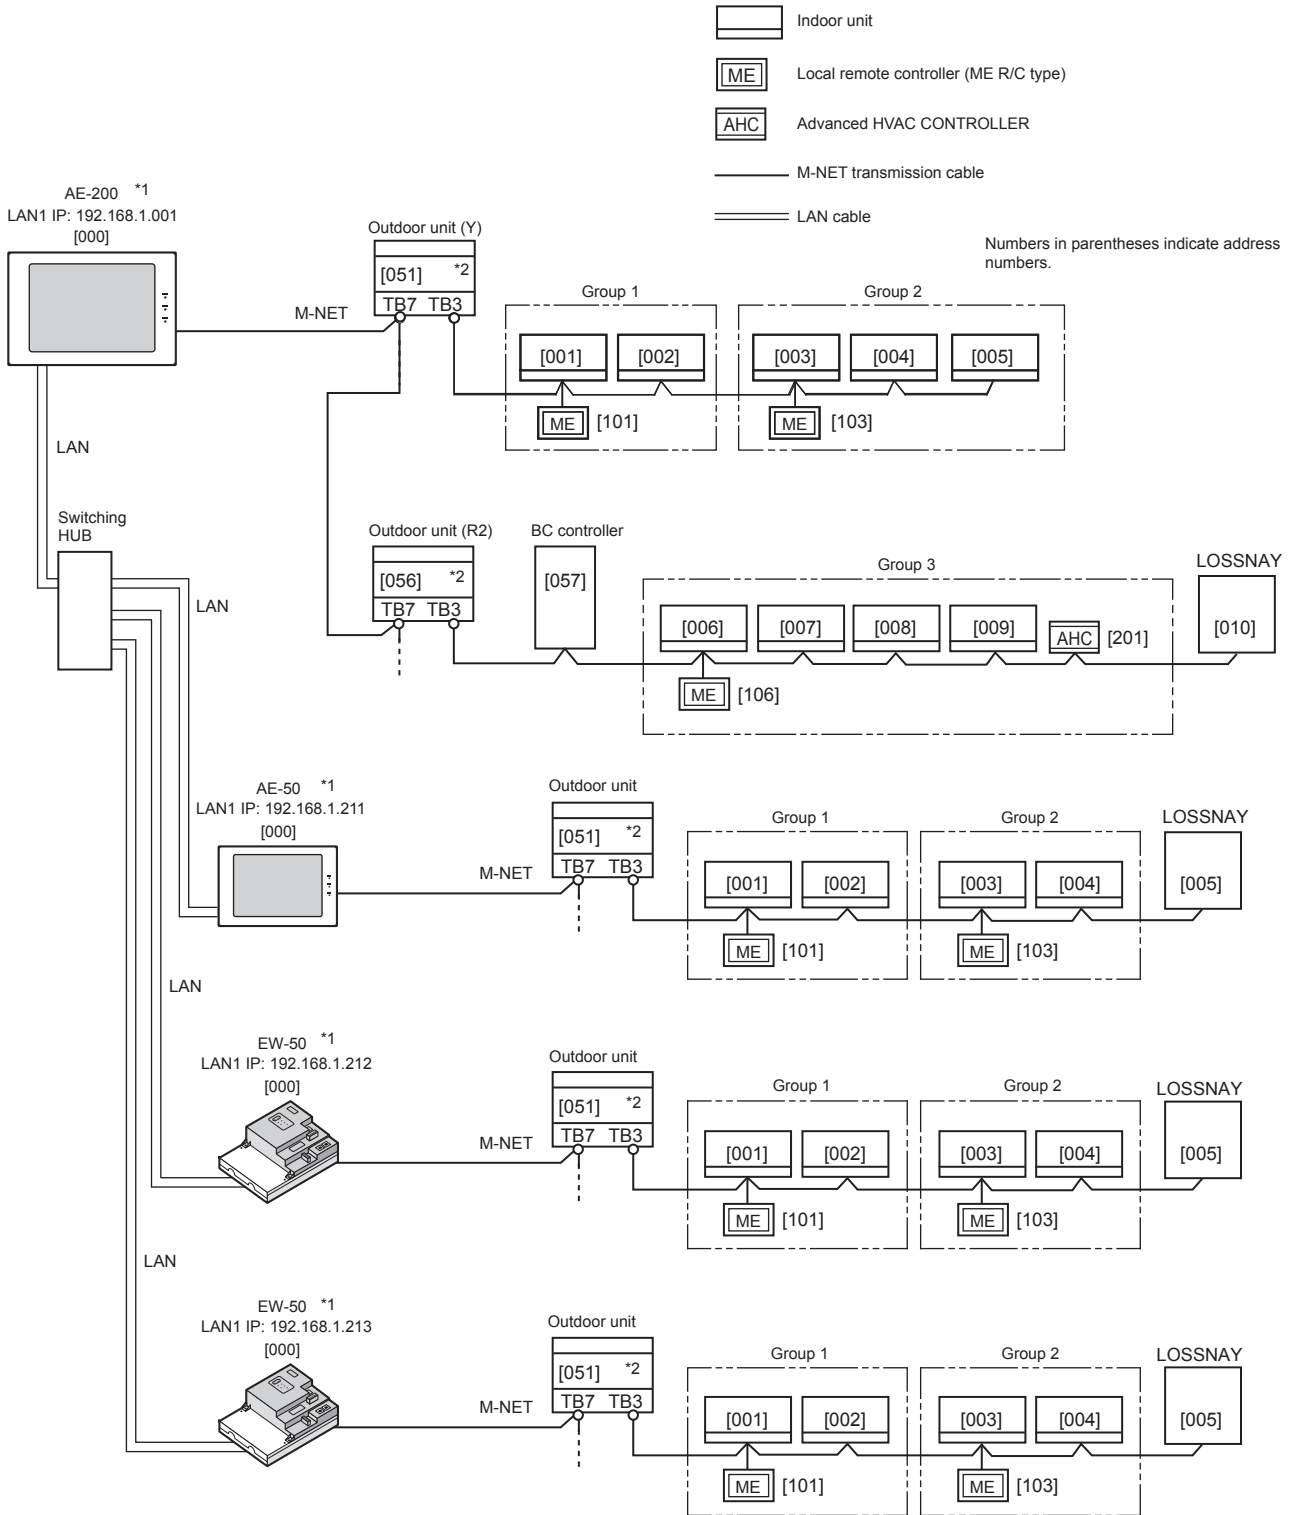 Indoor unit
ME Local remote controller (ME R/C type)
AHC Advanced HVAC CONTROLLER
M-NET transmission cable
LAN cable
Numbers in parentheses indicate address
numbers.
AE-200 *1
LAN1 IP: 192.168.1.001
[000]
LAN
M-NET
Outdoor unit (Y)
[051] *2
TB7 TB3
Group 1
[001] [002]
ME [101]
Group 2
[003] [004] [005]
ME [103]
Switching
HUB
LAN
Outdoor unit (R2)
[056] *2
TB7 TB3
BC controller
[057]
Group 3
[006] [007] [008] [009] AHC [201]
ME [106]
LOSSNAY
[010]
AE-50 *1
LAN1 IP: 192.168.1.211
[000]
M-NET
Outdoor unit
[051] *2
TB7 TB3
Group 1
[001] [002]
ME [101]
Group 2
[003] [004]
ME [103]
LOSSNAY
[005]
LAN
EW-50 *1
LAN1 IP: 192.168.1.212
[000]
M-NET
Outdoor unit
[051] *2
TB7 TB3
Group 1
[001] [002]
ME [101]
Group 2
[003] [004]
ME [103]
LOSSNAY
[005]
LAN
EW-50 *1
LAN1 IP: 192.168.1.213
[000]
M-NET
Outdoor unit
[051] *2
TB7 TB3
Group 1
[001] [002]
ME [101]
Group 2
[003] [004]
ME [103]
LOSSNAY
[005]